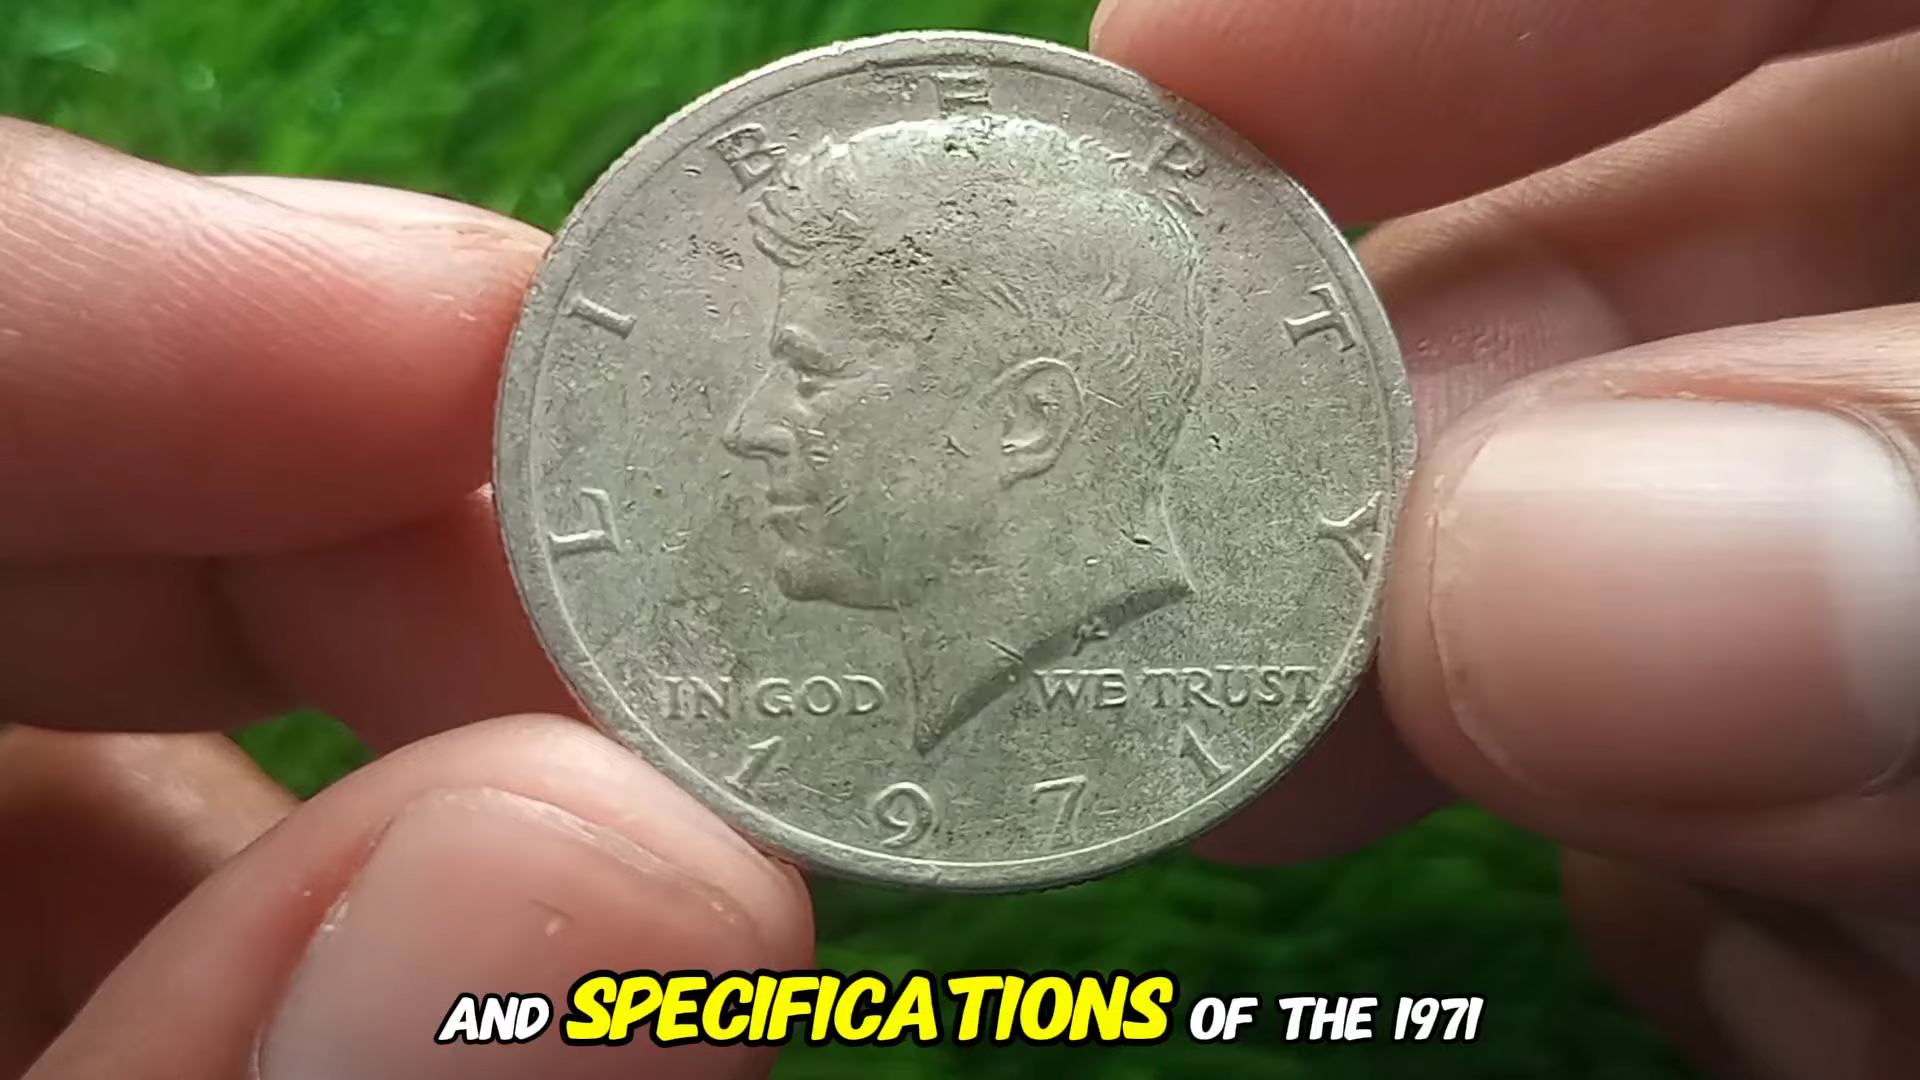 LIBERTY
IN GOD WE TRUST
1971
AND SPECIFICATIONS OF THE 1971